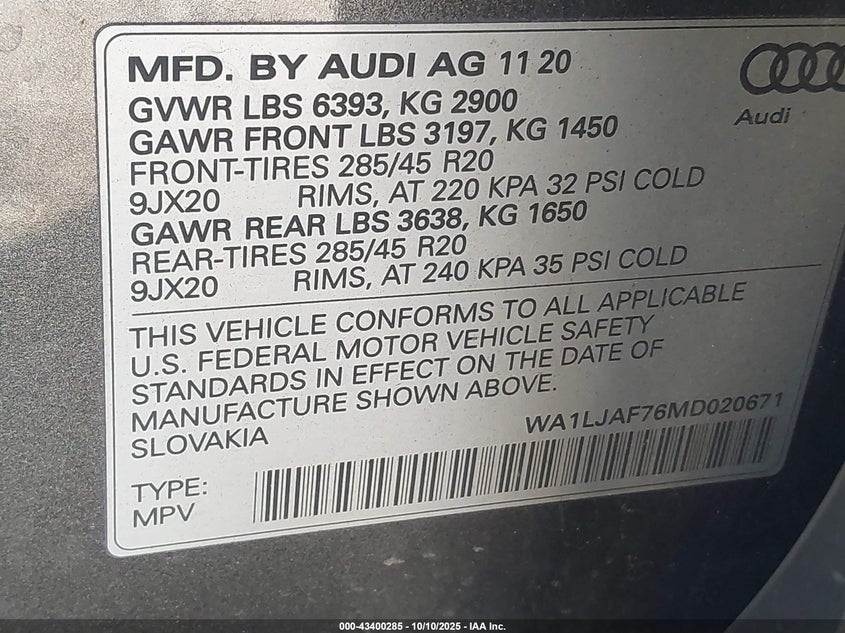 MFD. BY AUDI AG 11 20
Audi
GVWR LBS 6393, KG 2900
GAWR FRONT LBS 3197, KG 1450
FRONT-TIRES 285/45 R20
9JX20 RIMS, AT 220 KPA 32 PSI COLD
GAWR REAR LBS 3638, KG 1650
REAR-TIRES 285/45 R20
9JX20 RIMS, AT 240 KPA 35 PSI COLD
THIS VEHICLE CONFORMS TO ALL APPLICABLE
U.S. FEDERAL MOTOR VEHICLE SAFETY
STANDARDS IN EFFECT ON THE DATE OF
MANUFACTURE SHOWN ABOVE.
SLOVAKIA
WA1LJAF76MD020671
TYPE:
MPV
000-43400285 - 10/10/2025 - IAA Inc.